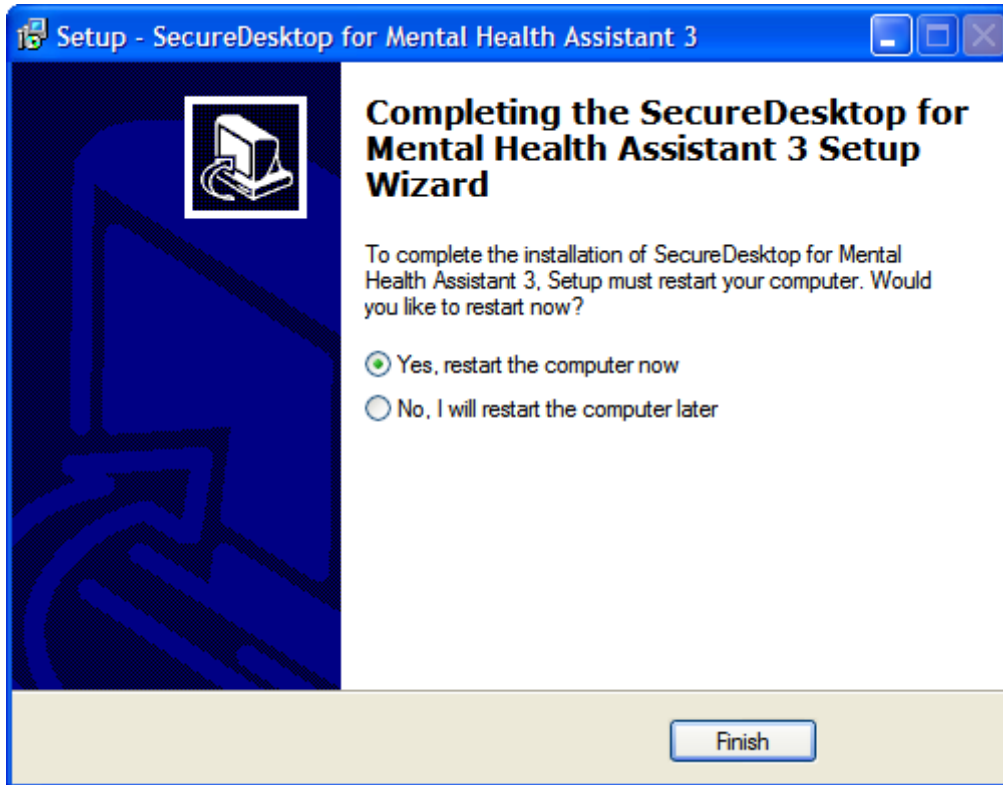 Setup - SecureDesktop for Mental Health Assistant 3
Completing the SecureDesktop for
Mental Health Assistant 3 Setup
Wizard
To complete the installation of SecureDesktop for Mental
Health Assistant 3, Setup must restart your computer. Would
you like to restart now?
Yes, restart the computer now
No, I will restart the computer later
Finish